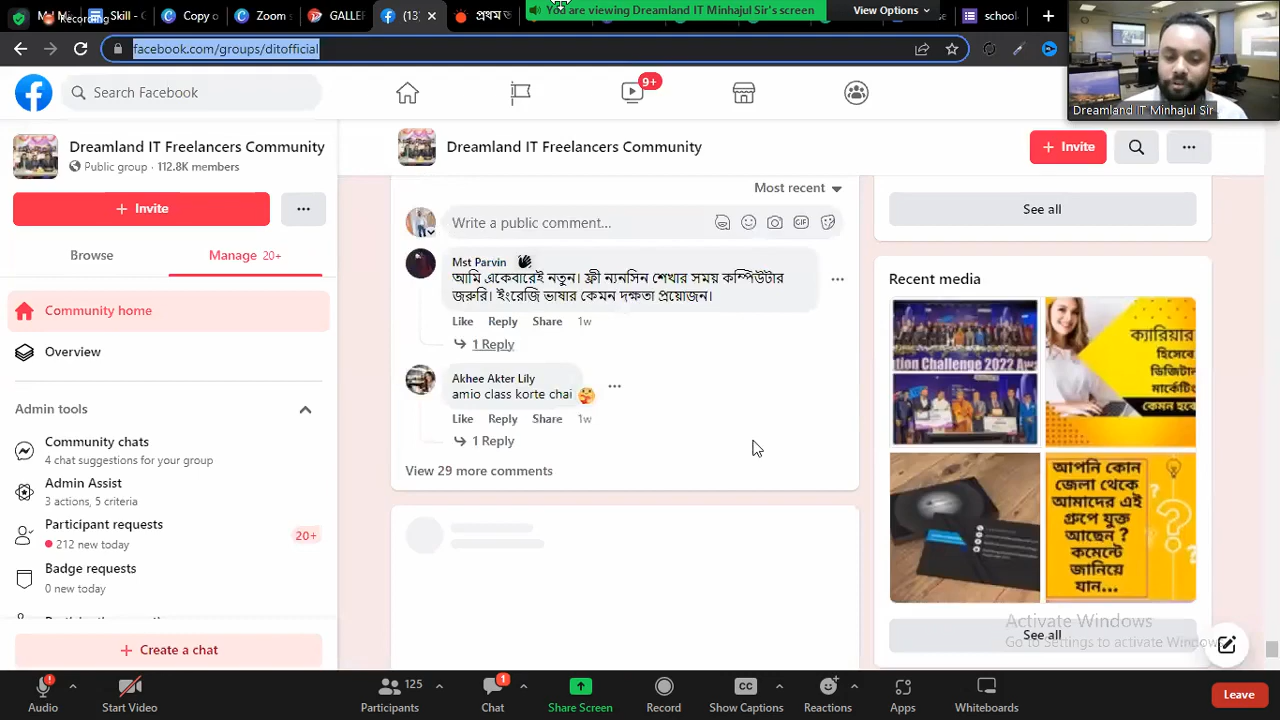 Recording
Skill -
Copy o
Zoom
GALLER
(13)
প্রথম
You are viewing Dreamland IT Minhajul Sir's screen
View Options
school
facebook.com/groups/ditofficial
Search Facebook
9+
Dreamland IT Minhajul Sir
Dreamland IT Freelancers Community
Public group · 112.8K members
+ Invite
Browse
Manage 20+
Community home
Overview
Admin tools
Community chats
4 chat suggestions for your group
Admin Assist
3 actions, 5 criteria
Participant requests
212 new today
20+
Badge requests
0 new today
+ Create a chat
Dreamland IT Freelancers Community
+ Invite
Most recent
Write a public comment...
GIF
Mst Parvin
আমি একেবারেই নতুন। ফ্রী ন্যনসিন শেখার সময় কম্পিউটার
জরুরি। ইংরেজি ভাষার কেমন দক্ষতা প্রয়োজন।
Like Reply Share 1w
1 Reply
Akhee Akter Lily
amio class korte chai
Like Reply Share 1w
1 Reply
View 29 more comments
See all
Recent media
tion Challenge 2022 Aw
ক্যারিয়ার
হিসেবে
ডিজিটাল
মার্কেটিং
কেমন হবে
আপনি কোন
জেলা থেকে
আমাদের এই
গ্রুপে যুক্ত
আছেন ?
কমেন্টে
জানিয়ে
যান...
See all
Activate Windows
Go to Settings to activate Windows
Audio
Start Video
125
Participants
1
Chat
Share Screen
Record
CC
Show Captions
Reactions
Apps
Whiteboards
Leave